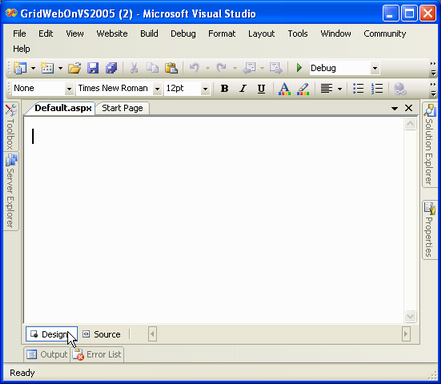 GridWebOnVS2005 (2) - Microsoft Visual Studio
File Edit View Website Build Debug Format Layout Tools Window Community
Help
Debug
None Times New Roman 12pt B I U A
Default.aspx Start Page
Toolbox
Server Explorer
Solution Explorer
Properties
Design Source
Output Error List
Ready